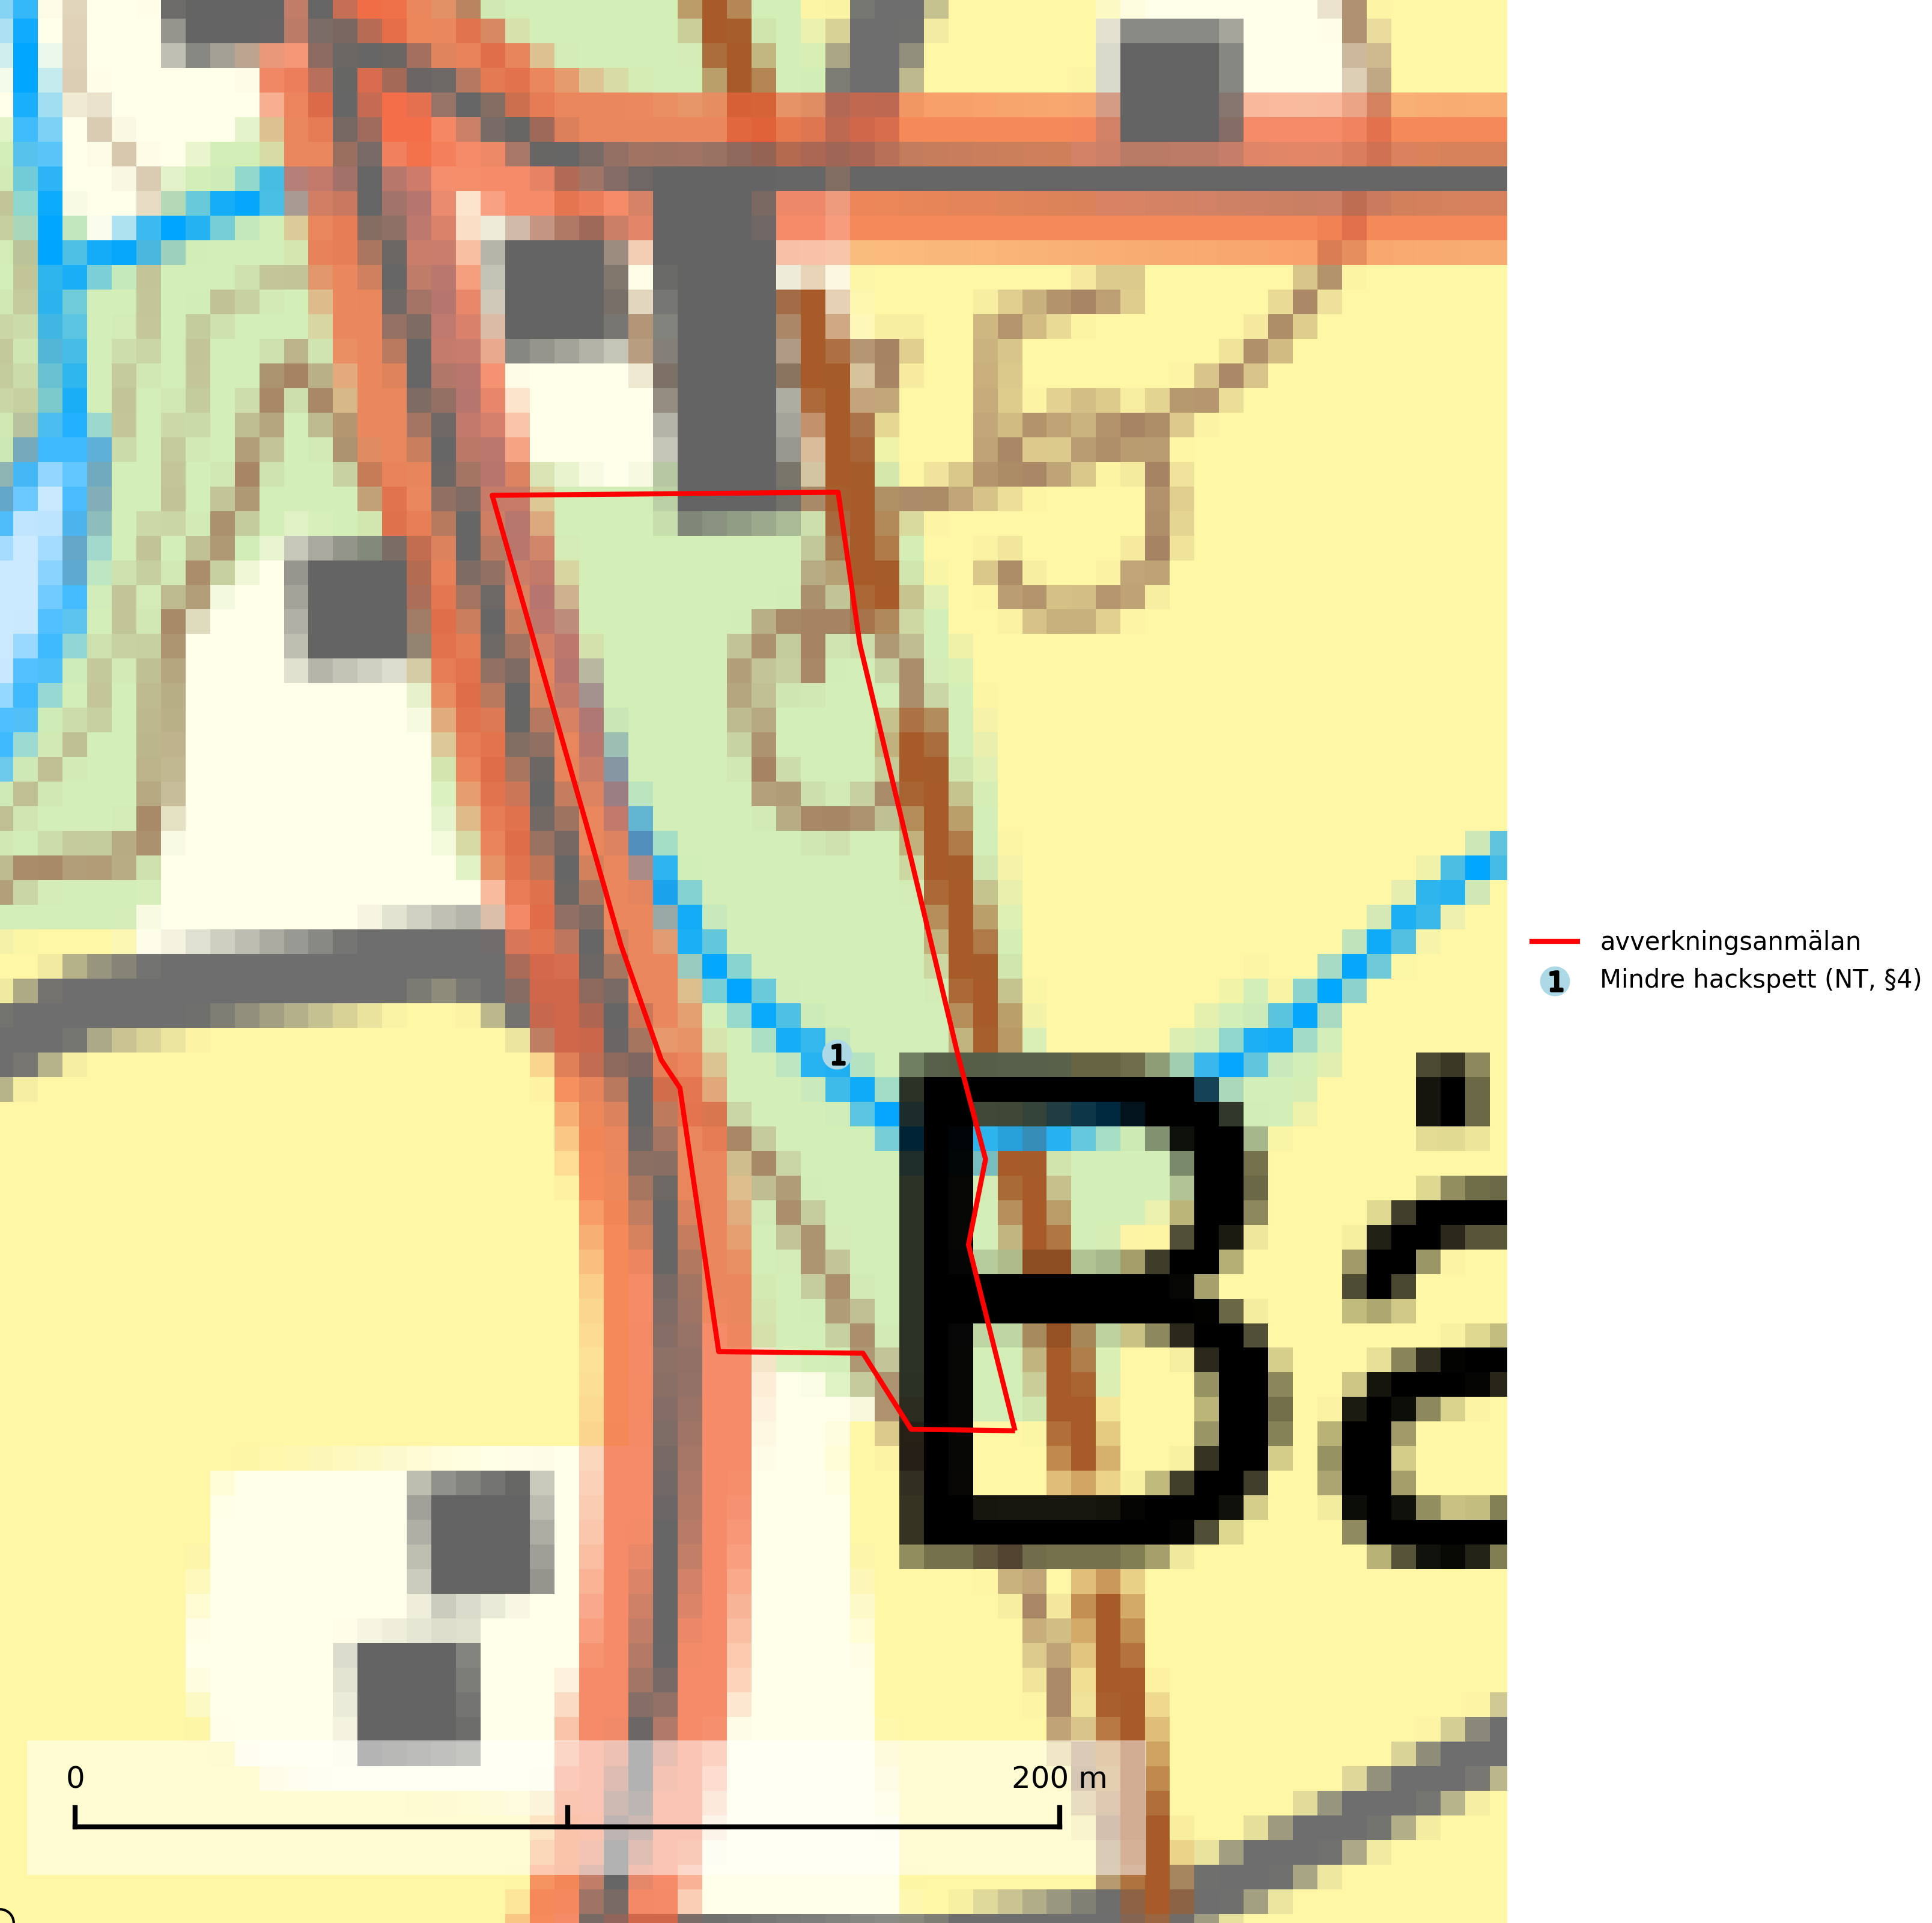 avverkningsanmälan
1 Mindre hackspett (NT, §4)
1
B
0 200 m